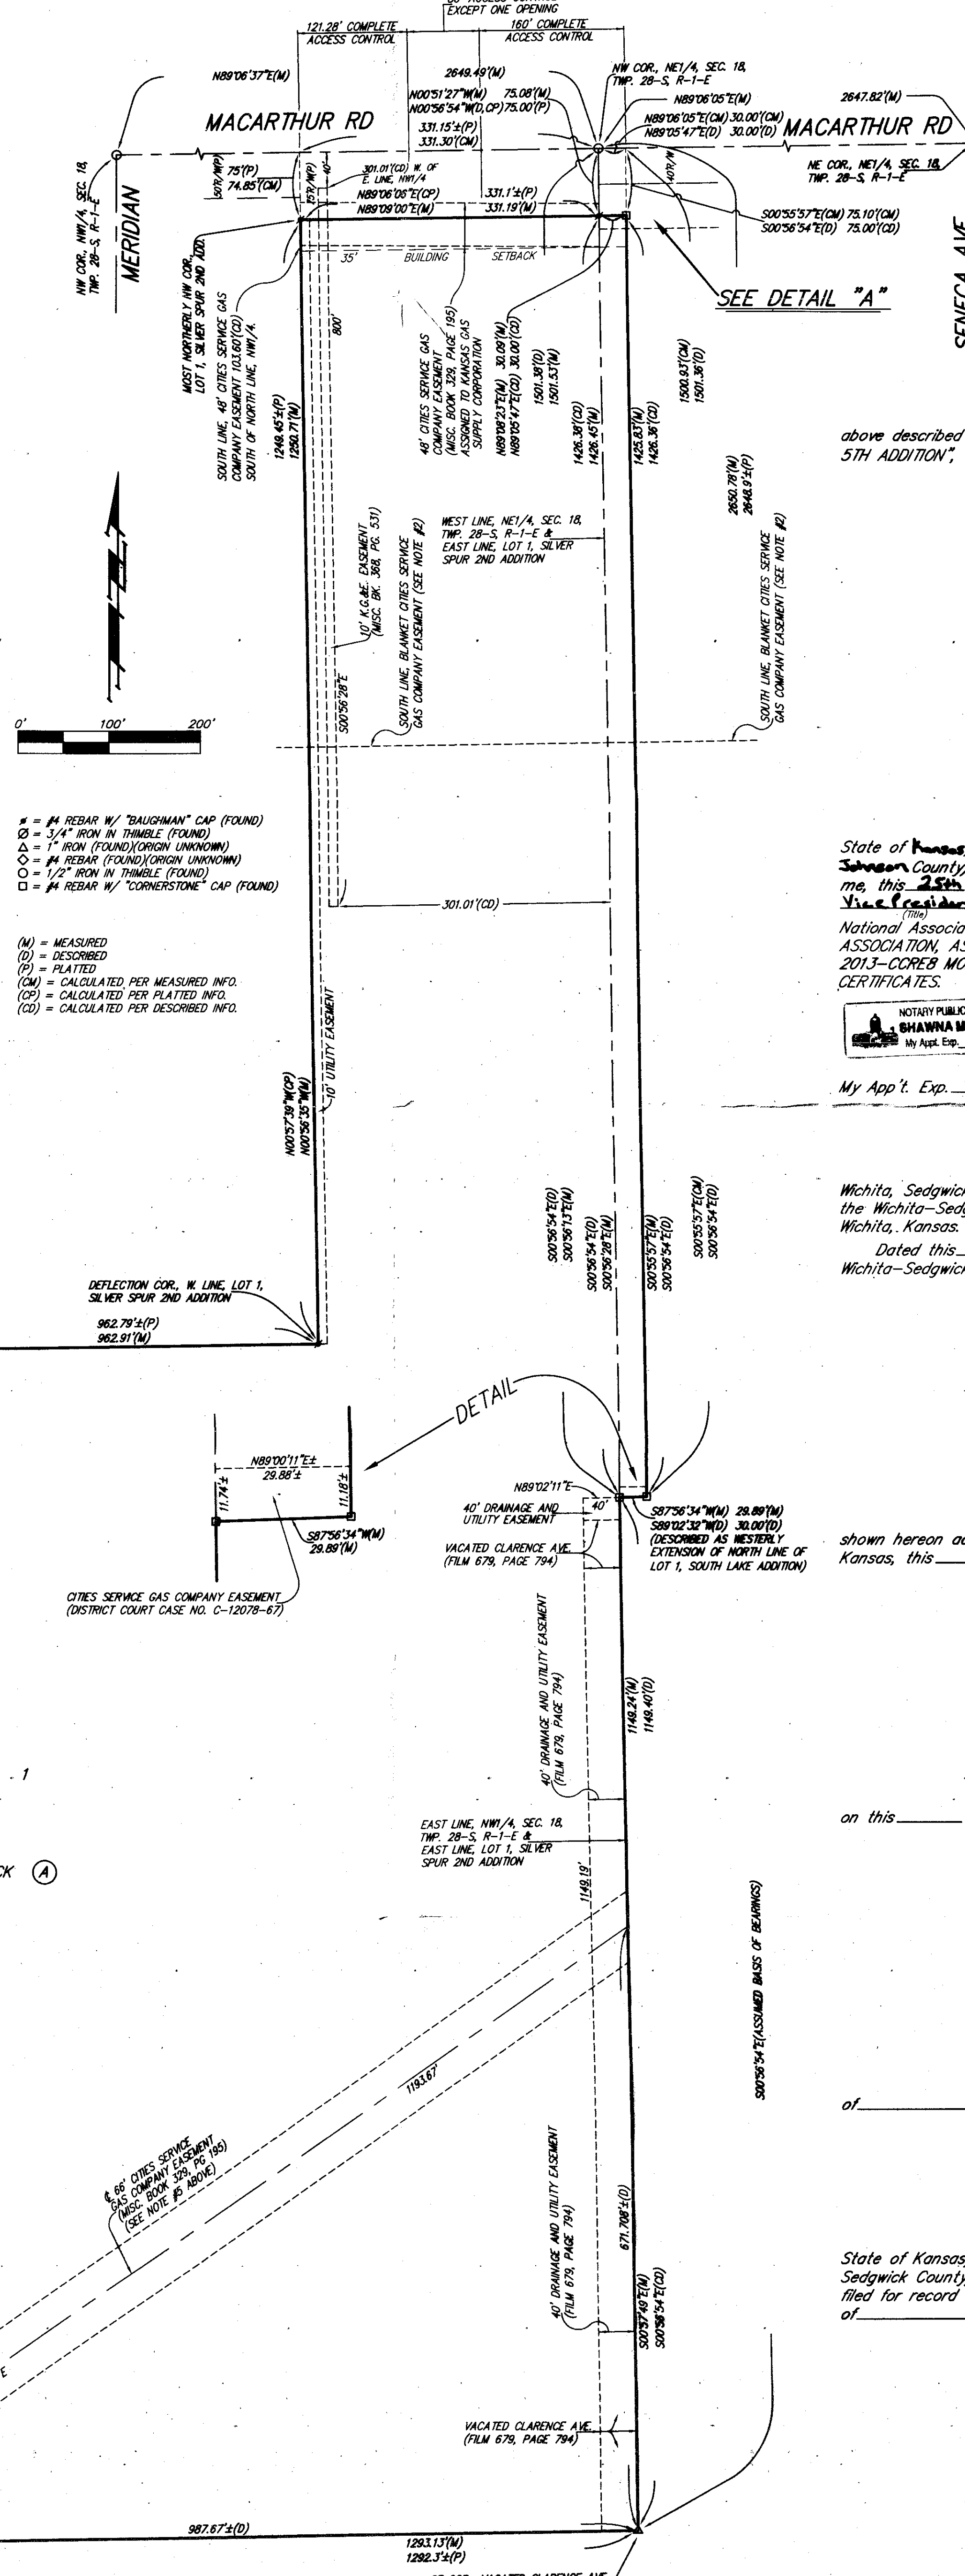 EXCEPT ONE OPENING
121.28' COMPLETE
ACCESS CONTROL
160' COMPLETE
ACCESS CONTROL
N89°06'37"E(M)
2649.49'(M)
NW COR., NE1/4, SEC. 18,
TWP. 28-S, R-1-E
N00°51'27"W(M) 75.08'(M)
N00°56'54"W(D,CP) 75.00'(P)
N89°06'05"E(M)
2647.82'(M)
N89°06'05"E(CM) 30.00'(CM)
N89°05'47"E(D) 30.00'(D)
MACARTHUR RD
331.15'±(P)
331.30'(CM)
MACARTHUR RD
NE COR., NE1/4, SEC. 18,
TWP. 28-S, R-1-E
NW COR., NW1/4, SEC. 18,
TWP. 28-S, R-1-E
MERIDIAN
50'R/W(P)
75'(P)
74.85'(CM)
75'R/W(P)
40'
301.01'(CD) W. OF
E. LINE, NW1/4
40'R/W
N89°06'05"E(CP)
N89°09'00"E(M)
331.1'±(P)
331.19'(M)
S00°55'57"E(CM) 75.10'(CM)
S00°56'54"E(D) 75.00'(CD)
35' BUILDING SETBACK
SEE DETAIL "A"
SENECA AVE
MOST NORTHERLY NW COR.,
LOT 1, SILVER SPUR 2ND ADD.
SOUTH LINE, 48' CITIES SERVICE GAS
COMPANY EASEMENT 103.60'(CD)
SOUTH OF NORTH LINE, NW1/4.
1249.45'±(P)
1250.71'(M)
800'
48' CITIES SERVICE GAS
COMPANY EASEMENT
(MISC. BOOK 329, PAGE 195)
ASSIGNED TO KANSAS GAS
SUPPLY CORPORATION
N89°08'23"E(M) 30.09'(M)
N89°05'47"E(CD) 30.00'(CD)
1501.38'(D)
1501.53'(M)
1426.38'(CD)
1426.45'(M)
1425.83'(M)
1426.36'(CD)
1500.93'(CM)
1501.36'(D)
above described
5TH ADDITION",
2650.78'(M)
2648.9'±(P)
WEST LINE, NE1/4, SEC. 18,
TWP. 28-S, R-1-E &
EAST LINE, LOT 1, SILVER
SPUR 2ND ADDITION
10' K.G.&E. EASEMENT
(MISC. BK. 368, PG. 531)
SOUTH LINE, BLANKET CITIES SERVICE
GAS COMPANY EASEMENT (SEE NOTE #2)
SOUTH LINE, BLANKET CITIES SERVICE
GAS COMPANY EASEMENT (SEE NOTE #2)
S00°56'28"E
0' 100' 200'
= #4 REBAR W/ "BAUGHMAN" CAP (FOUND)
= 3/4" IRON IN THIMBLE (FOUND)
△ = 1" IRON (FOUND)(ORIGIN UNKNOWN)
◇ = #4 REBAR (FOUND)(ORIGIN UNKNOWN)
○ = 1/2" IRON IN THIMBLE (FOUND)
□ = #4 REBAR W/ "CORNERSTONE" CAP (FOUND)
(M) = MEASURED
(D) = DESCRIBED
(P) = PLATTED
(CM) = CALCULATED PER MEASURED INFO.
(CP) = CALCULATED PER PLATTED INFO.
(CD) = CALCULATED PER DESCRIBED INFO.
301.01'(CD)
State of Kansas,
Johnson County,
me, this 25th
Vice President
(Title)
National Associa
ASSOCIATION, AS
2013-CCRE8 MO
CERTIFICATES.
NOTARY PUBLIC
SHAWNA M
My Appt. Exp.
My App't. Exp.
N00°57'39"W(CP)
N00°56'35"W(M)
10' UTILITY EASEMENT
S00°56'54"E(D)
S00°56'13"E(M)
S00°56'54"E(D)
S00°56'28"E(M)
S00°55'57"E(M)
S00°56'54"E(D)
S00°55'57"E(CM)
S00°56'54"E(D)
Wichita, Sedgwick
the Wichita-Sedg
Wichita, Kansas.
Dated this
Wichita-Sedgwick
DEFLECTION COR., W. LINE, LOT 1,
SILVER SPUR 2ND ADDITION
962.79'±(P)
962.91'(M)
DETAIL
N89°00'11"E±
29.88'±
11.74'±
11.18'±
S87°56'34"W(M)
29.89'(M)
CITIES SERVICE GAS COMPANY EASEMENT
(DISTRICT COURT CASE NO. C-12078-67)
N89°02'11"E
40' DRAINAGE AND
UTILITY EASEMENT
40'
VACATED CLARENCE AVE.
(FILM 679, PAGE 794)
S87°56'34"W(M) 29.89'(M)
S89°02'32"W(D) 30.00'(D)
(DESCRIBED AS WESTERLY
EXTENSION OF NORTH LINE OF
LOT 1, SOUTH LAKE ADDITION)
shown hereon ac
Kansas, this
40' DRAINAGE AND UTILITY EASEMENT
(FILM 679, PAGE 794)
1149.24'(M)
1149.40'(D)
1
on this
EAST LINE, NW1/4, SEC. 18,
TWP. 28-S, R-1-E &
EAST LINE, LOT 1, SILVER
SPUR 2ND ADDITION
CK A
1149.19'
S00°56'54"E(ASSUMED BASIS OF BEARINGS)
1193.67'
of
℄ 66' CITIES SERVICE
GAS COMPANY EASEMENT
(MISC. BOOK 329, PG 195)
(SEE NOTE #5 ABOVE)
40' DRAINAGE AND UTILITY EASEMENT
(FILM 679, PAGE 794)
671.708'±(D)
S00°57'49"E(M)
S00°56'54"E(CD)
State of Kansas,
Sedgwick County,
filed for record
of
E
VACATED CLARENCE AVE.
(FILM 679, PAGE 794)
987.67'±(D)
1293.13'(M)
1292.3'±(P)